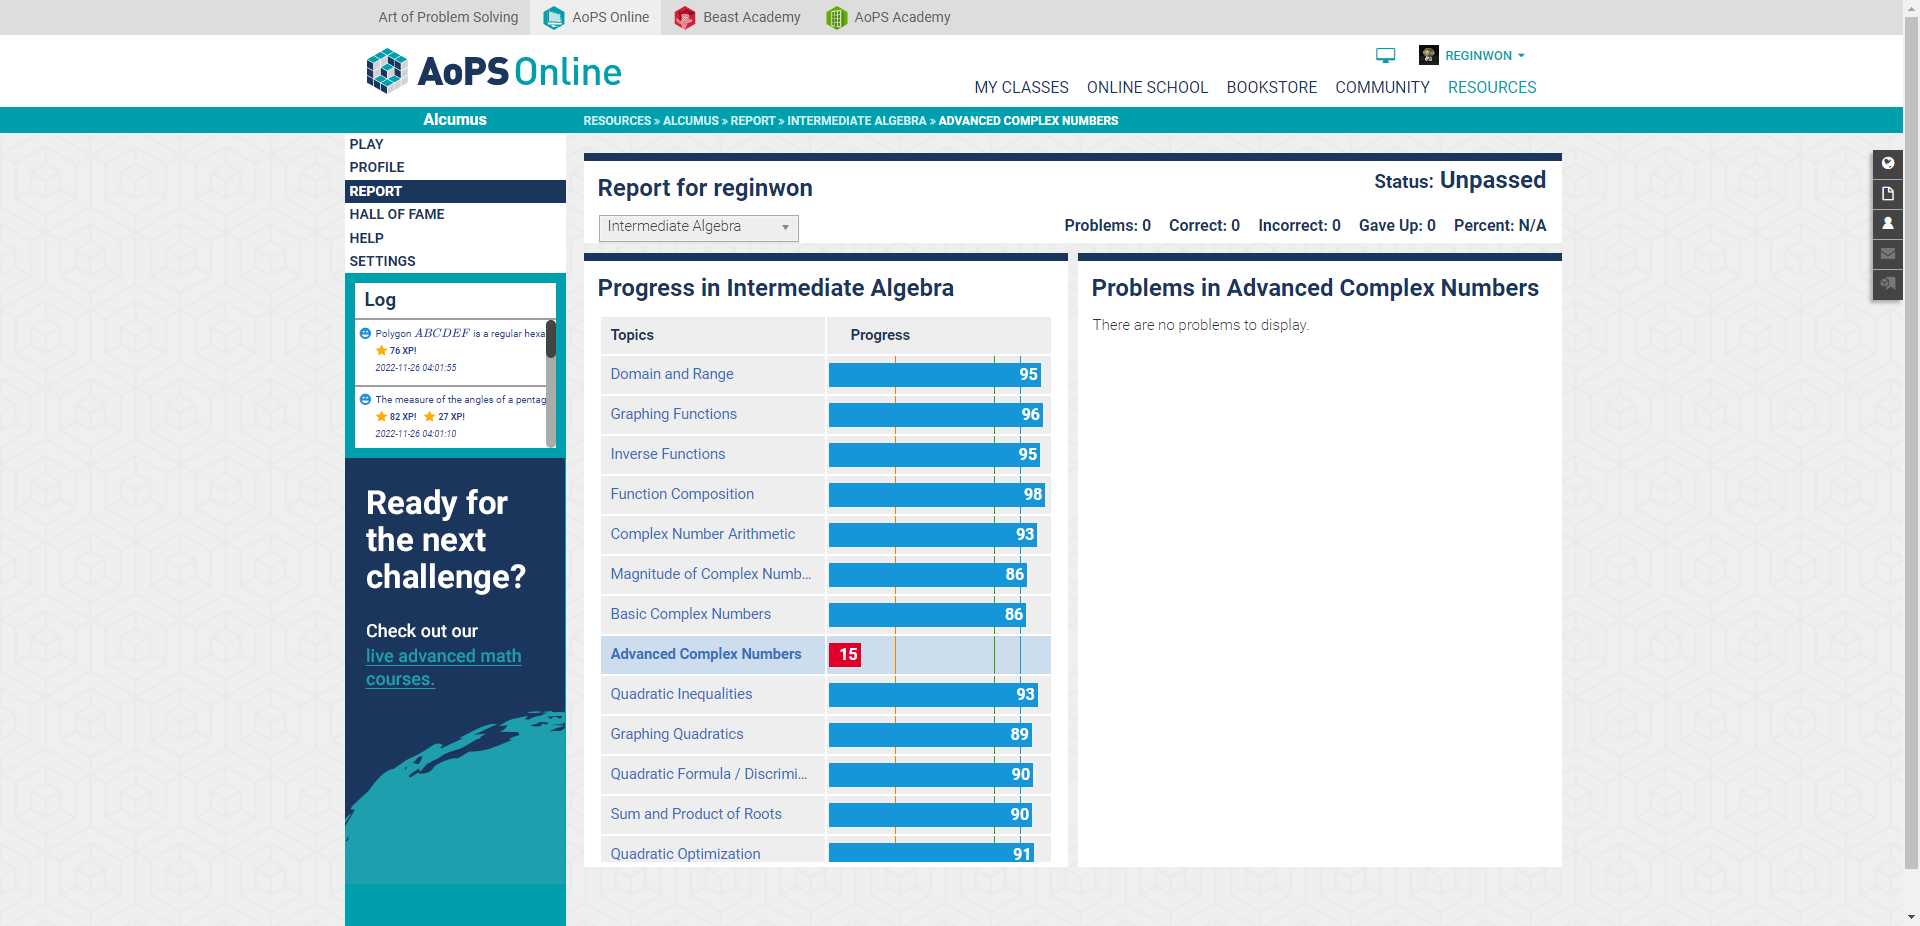 Art of Problem Solving AoPS Online Beast Academy AoPS Academy
AoPS Online
REGINWON
MY CLASSES ONLINE SCHOOL BOOKSTORE COMMUNITY RESOURCES
Alcumus
RESOURCES » ALCUMUS » REPORT » INTERMEDIATE ALGEBRA » ADVANCED COMPLEX NUMBERS
PLAY
PROFILE
REPORT
HALL OF FAME
HELP
SETTINGS
Log
Polygon ABCDEF is a regular hexa
76 XP!
2022-11-26 04:01:55
The measure of the angles of a pentag
82 XP! 27 XP!
2022-11-26 04:01:10
Ready for
the next
challenge?
Check out our
live advanced math
courses.
Report for reginwon
Status: Unpassed
Intermediate Algebra
Problems: 0 Correct: 0 Incorrect: 0 Gave Up: 0 Percent: N/A
Progress in Intermediate Algebra
Topics Progress
Domain and Range 95
Graphing Functions 96
Inverse Functions 95
Function Composition 98
Complex Number Arithmetic 93
Magnitude of Complex Numb... 86
Basic Complex Numbers 86
Advanced Complex Numbers 15
Quadratic Inequalities 93
Graphing Quadratics 89
Quadratic Formula / Discrimi... 90
Sum and Product of Roots 90
Quadratic Optimization 91
Problems in Advanced Complex Numbers
There are no problems to display.